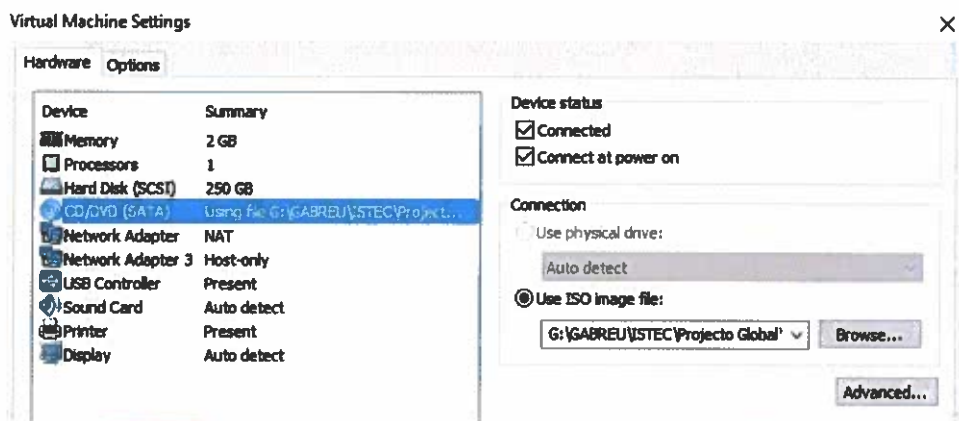 Virtual Machine Settings
Hardware Options
Device Summary
Memory 2 GB
Processors 1
Hard Disk (SCSI) 250 GB
CD/DVD (SATA) Using file G:\GABREU\ISTEC\Project...
Network Adapter NAT
Network Adapter 3 Host-only
USB Controller Present
Sound Card Auto detect
Printer Present
Display Auto detect
Device status
Connected
Connect at power on
Connection
Use physical drive:
Auto detect
Use ISO image file:
G:\GABREU\ISTEC\Projecto Global\
Browse...
Advanced...